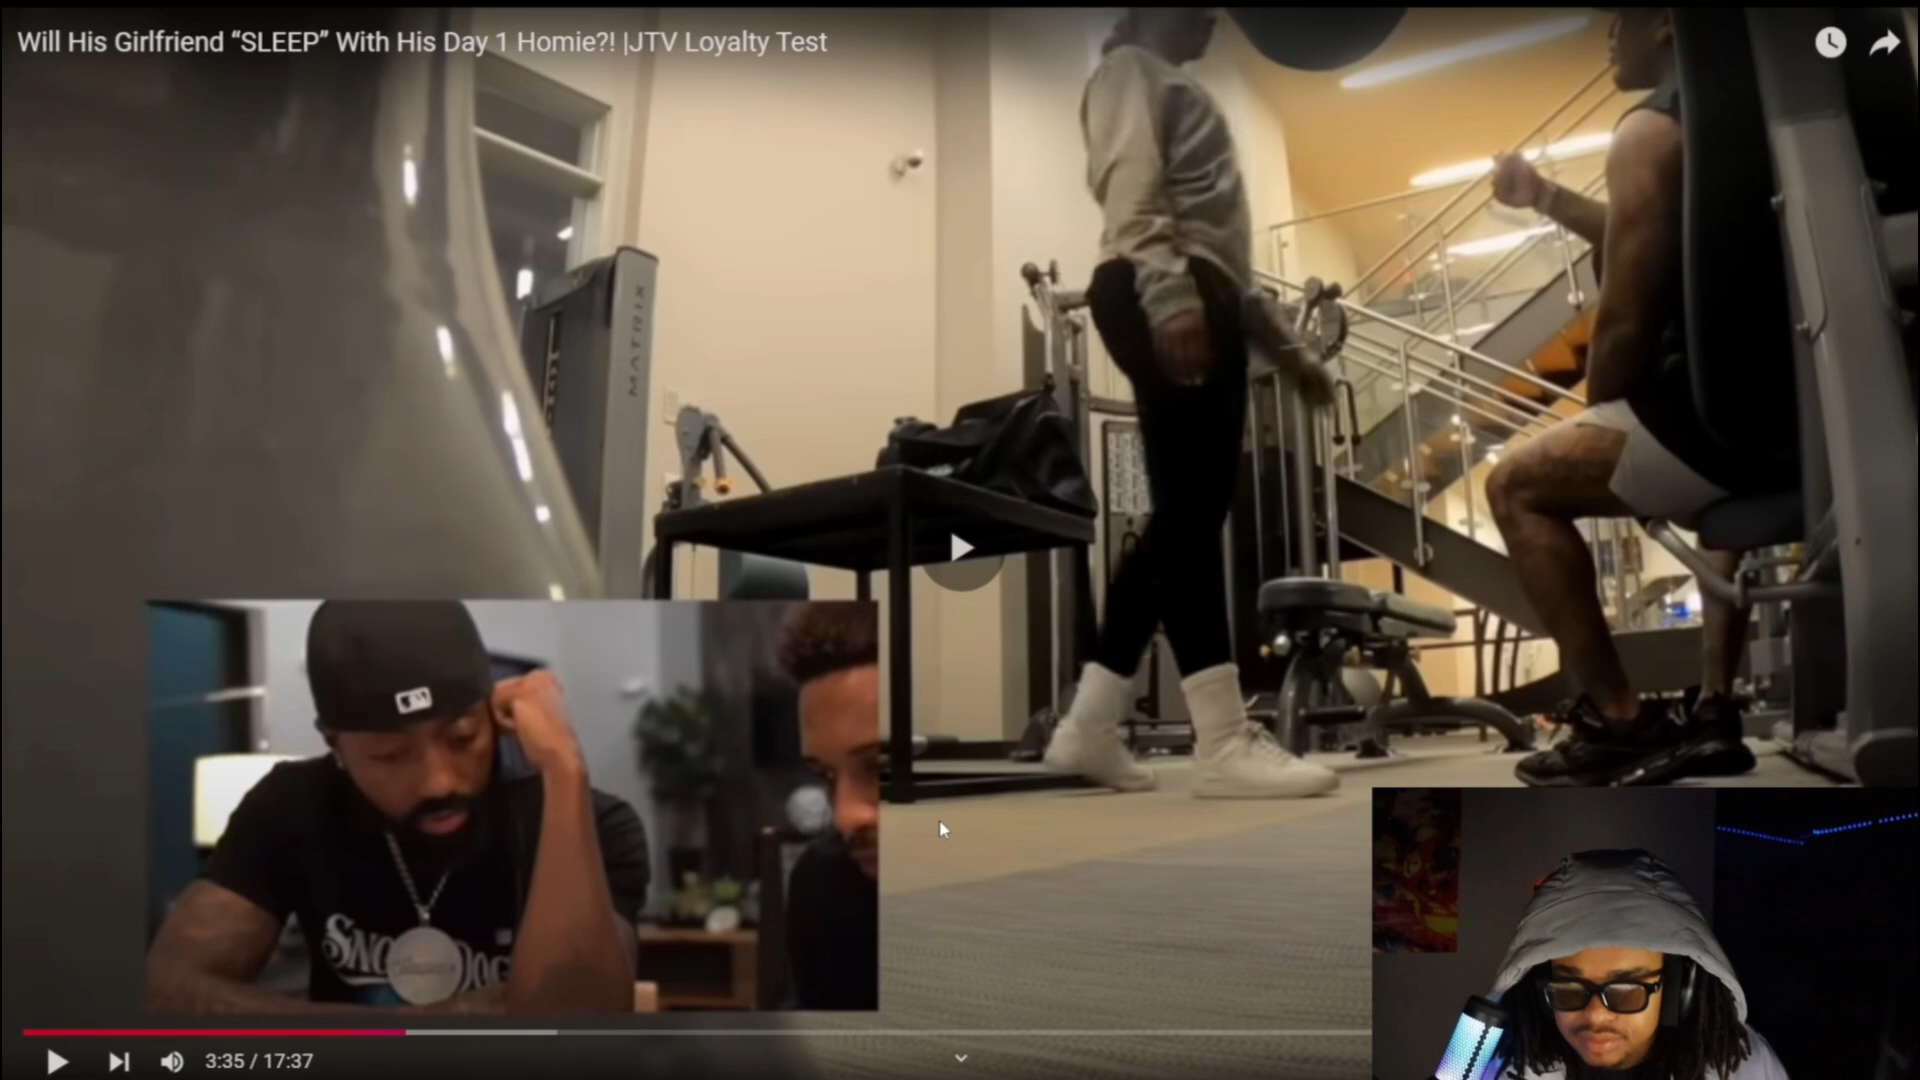 Will His Girlfriend “SLEEP” With His Day 1 Homie?! |JTV Loyalty Test
MATRIX
3:35 / 17:37